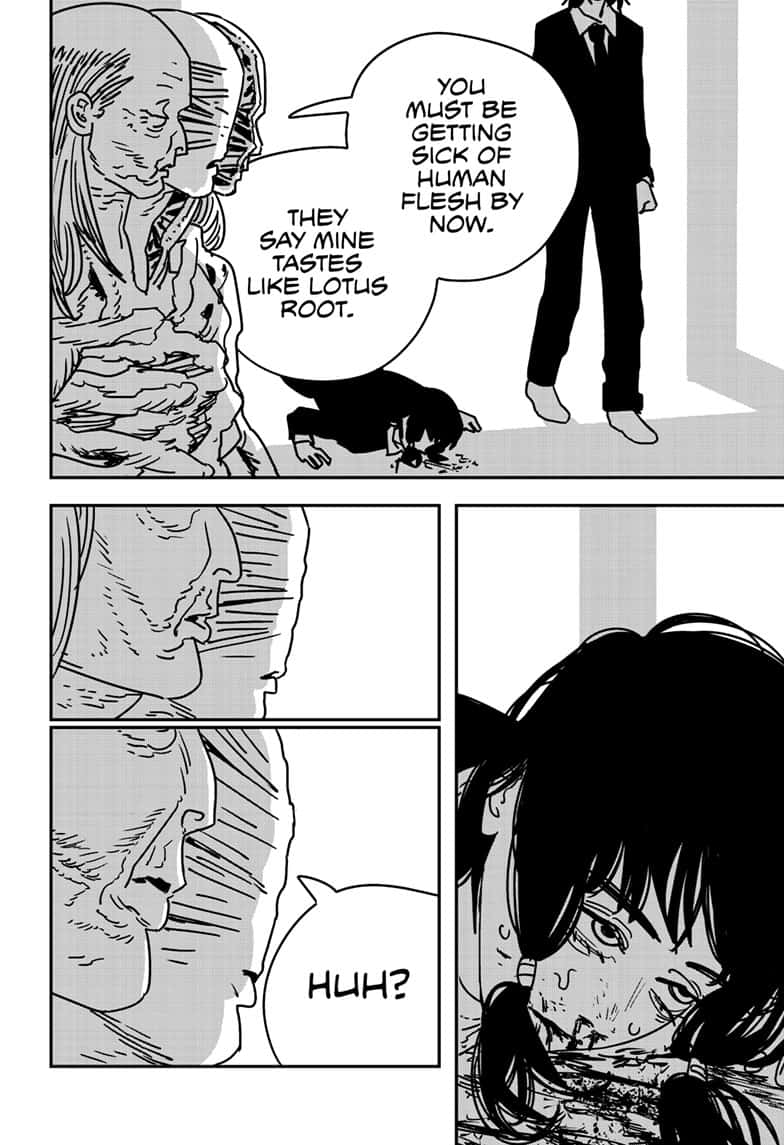 YOU
MUST BE
GETTING
SICK OF
HUMAN
FLESH BY
NOW.
THEY
SAY MINE
TASTES
LIKE LOTUS
ROOT.
HUH?